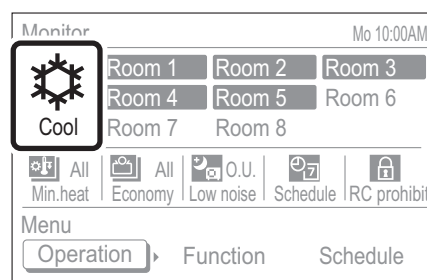 Monitor Mo 10:00AM
Cool
Room 1 Room 2 Room 3
Room 4 Room 5 Room 6
Room 7 Room 8
All All O.U. 7
Min.heat Economy Low noise Schedule RC prohibit
Menu
Operation Function Schedule